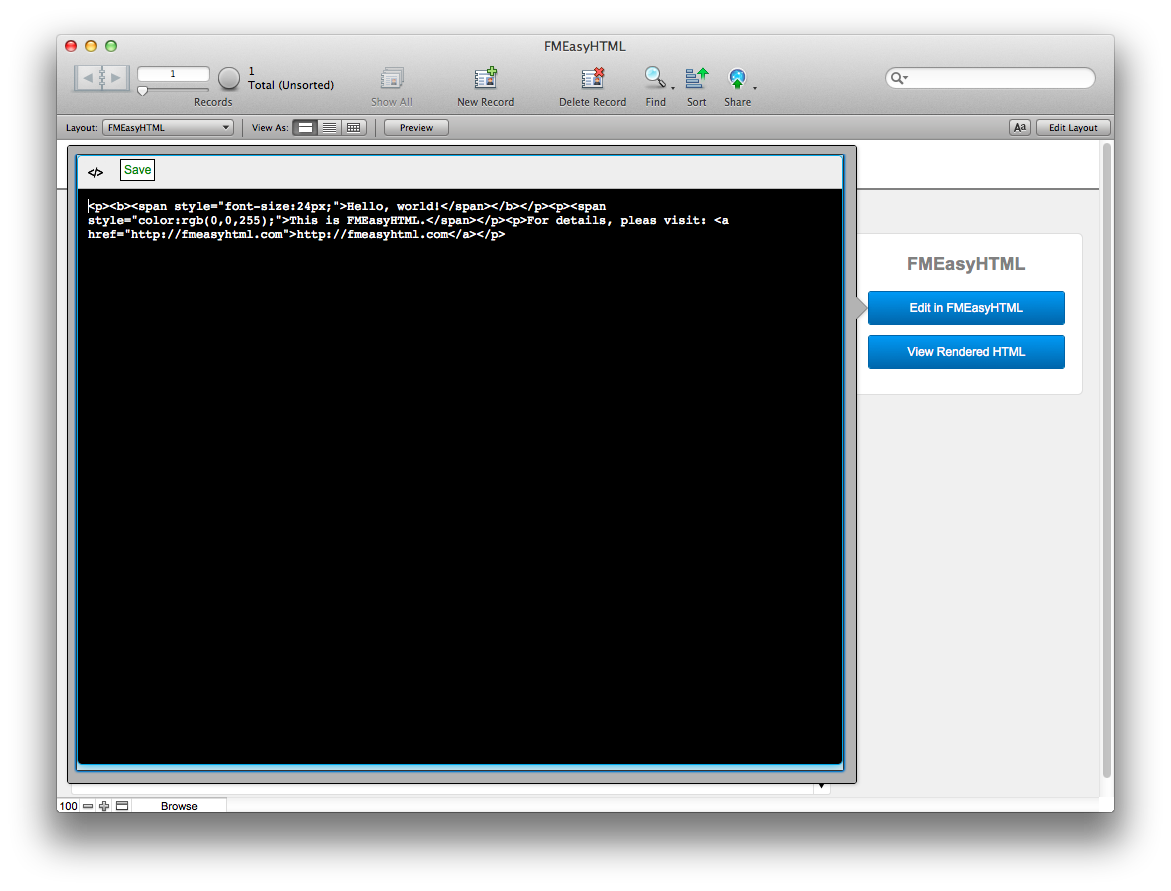 FMEasyHTML
1
1
Total (Unsorted)
Records
Show All
New Record
Delete Record
Find
Sort
Share
Layout: FMEasyHTML
View As:
Preview
Aa
Edit Layout
</>
Save
<p><b><span style="font-size:24px;">Hello, world!</span></b></p><p><span
style="color:rgb(0,0,255);">This is FMEasyHTML.</span></p><p>For details, pleas visit: <a
href="http://fmeasyhtml.com">http://fmeasyhtml.com</a></p>
FMEasyHTML
Edit in FMEasyHTML
View Rendered HTML
100
Browse